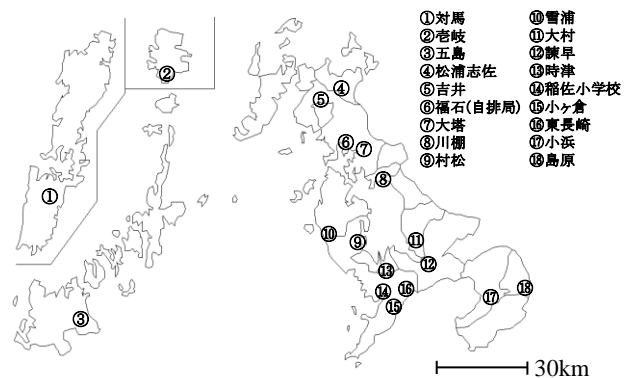 ①対馬
②壱岐
③五島
④松浦志佐
⑤吉井
⑥福石(自排局)
⑦大塔
⑧川棚
⑨村松
⑩雪浦
⑪大村
⑫諫早
⑬時津
⑭稲佐小学校
⑮小ヶ倉
⑯東長崎
⑰小浜
⑱島原
②
④
⑤
⑥
⑦
⑧
①
⑩
⑨
⑪
⑫
⑬
⑭
⑯
⑮
⑰
⑱
③
30km